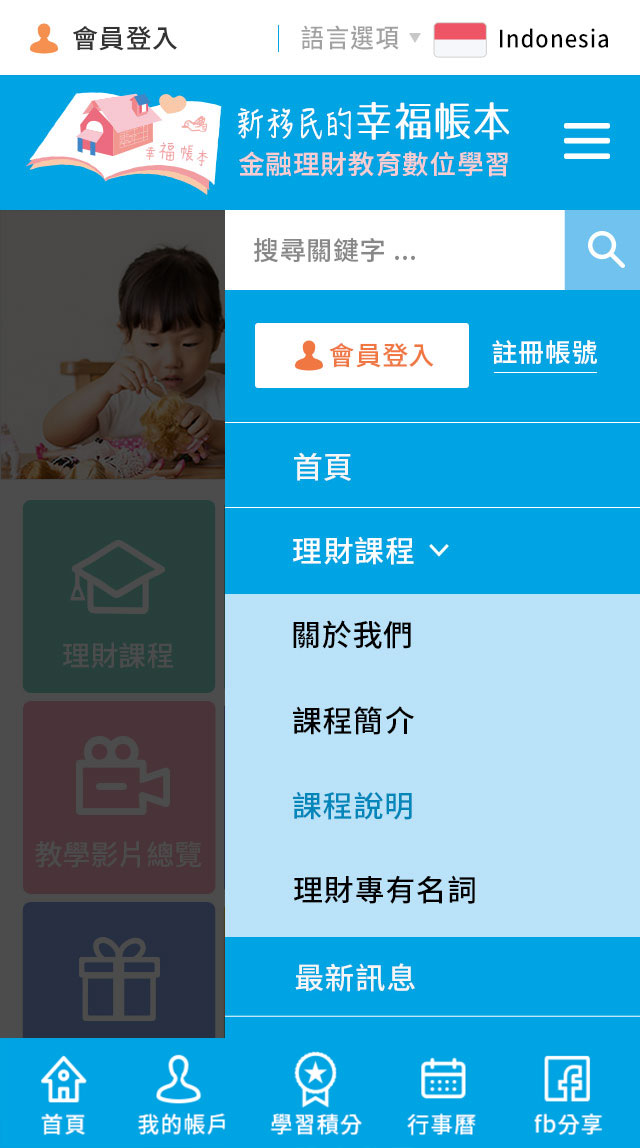 會員登入
語言選項 ▼ Indonesia
新移民的幸福帳本
幸福帳本
金融理財教育數位學習
搜尋關鍵字 ...
會員登入
註冊帳號
首頁
理財課程
關於我們
課程簡介
課程說明
理財專有名詞
最新訊息
理財課程
教學影片總覽
首頁
我的帳戶
學習積分
行事曆
fb分享